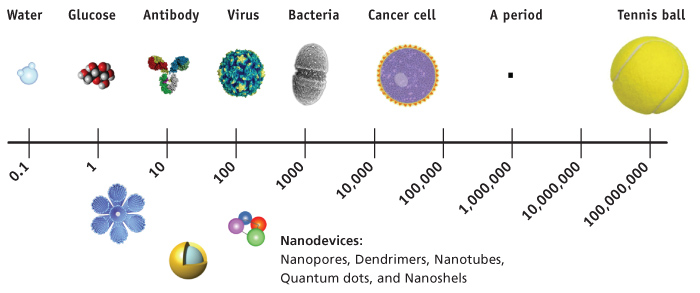 Water Glucose Antibody Virus Bacteria Cancer cell A period Tennis ball
0.1 1 10 100 1000 10,000 100,000 1,000,000 10,000,000 100,000,000
Nanodevices:
Nanopores, Dendrimers, Nanotubes,
Quantum dots, and Nanoshels